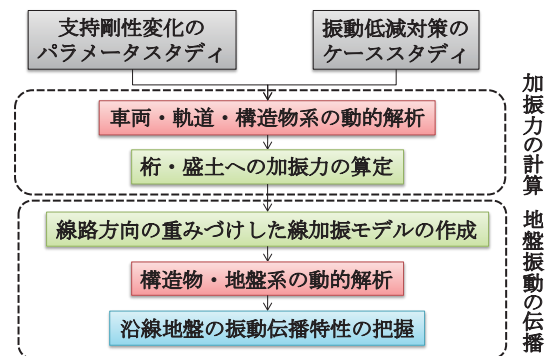 支持剛性変化の
パラメータスタディ
振動低減対策の
ケーススタディ
車両・軌道・構造物系の動的解析
桁・盛土への加振力の算定
加振力の計算
線路方向の重みづけした線加振モデルの作成
構造物・地盤系の動的解析
沿線地盤の振動伝播特性の把握
地盤振動の伝播